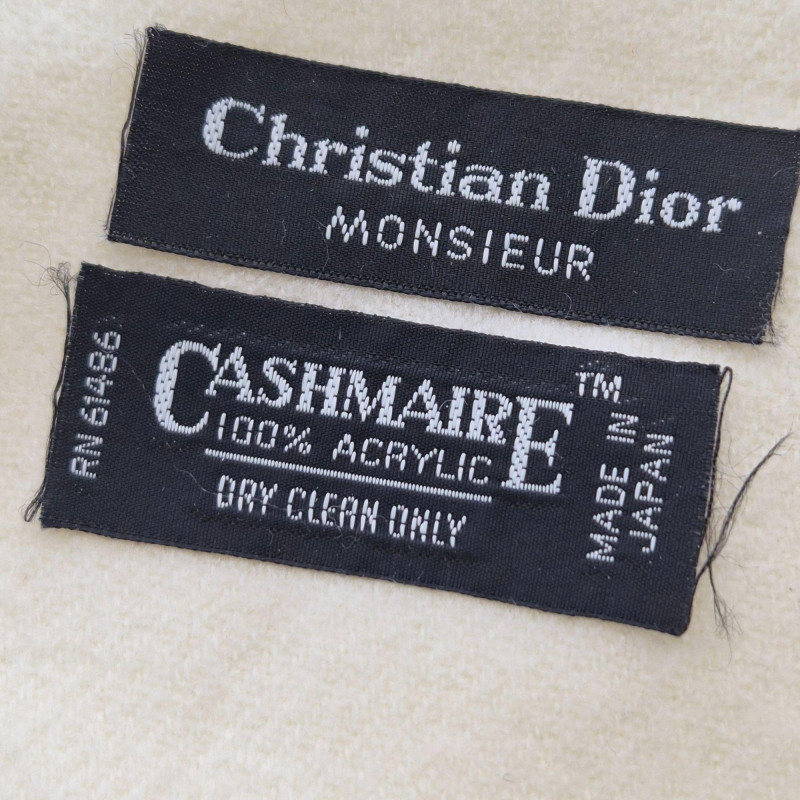 Christian Dior
MONSIEUR
RN 61486
CASHMAIRE™
100% ACRYLIC
DRY CLEAN ONLY
MADE IN
JAPAN